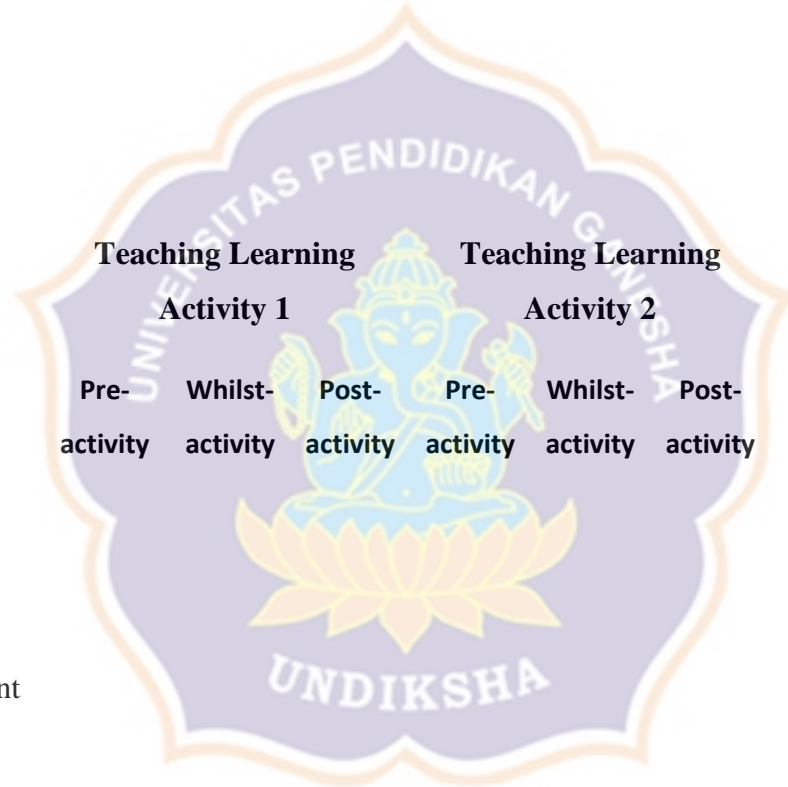 UNIVERSITAS PENDIDIKAN GANESHA
Teaching Learning Teaching Learning
Activity 1 Activity 2
Pre- Whilst- Post- Pre- Whilst- Post-
activity activity activity activity activity activity
nt
UNDIKSHA